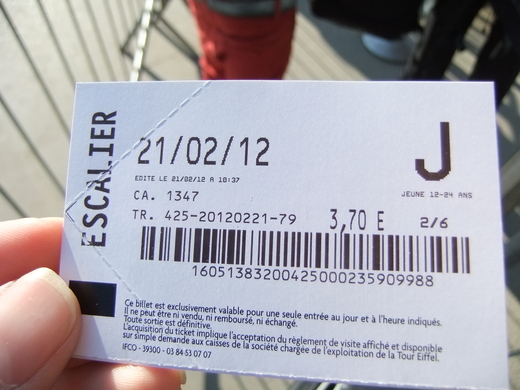 ESCALIER
21/02/12
J
EDITE LE 21/02/12 A 10:37
CA. 1347
JEUNE 12-24 ANS
TR. 425-20120221-79 3,70 E 2/6
16051383200425000235909988
Ce billet est exclusivement valable pour une seule entrée au jour et à l'heure indiqués.
Il ne peut être ni vendu, ni remboursé, ni échangé.
Toute sortie est définitive.
L'acquisition du ticket implique l'acceptation du règlement de visite affiché et disponible
sur simple demande aux caisses de la société chargée de l'exploitation de la Tour Eiffel.
IFCO - 39300 - 03 84 53 07 07